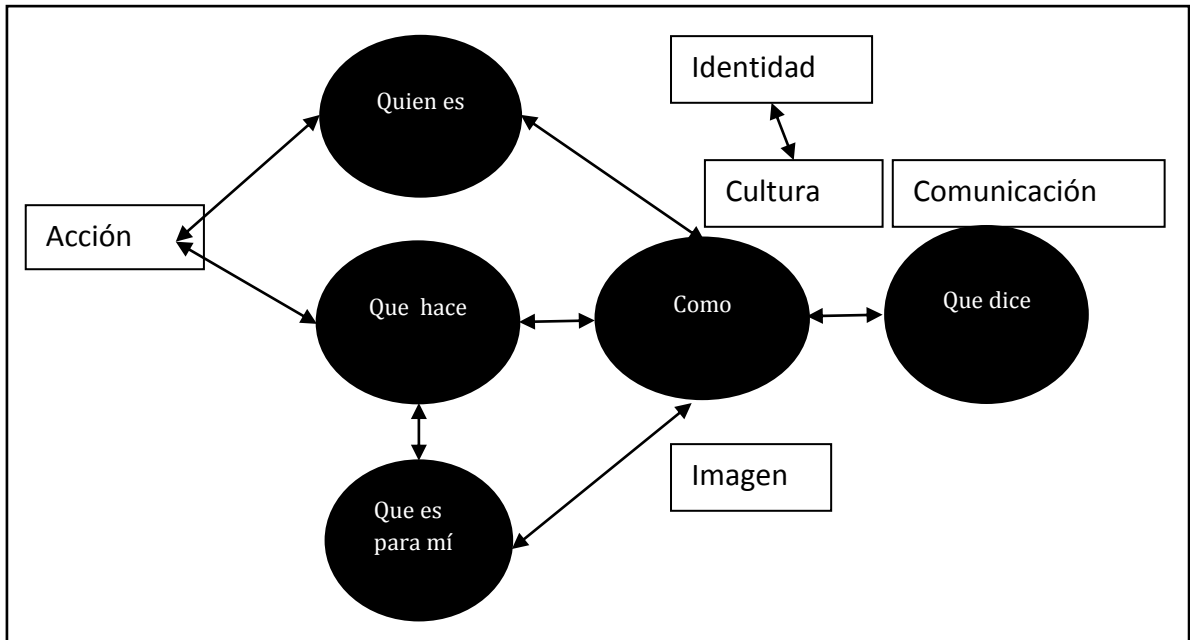 Quien es
Identidad
Cultura
Comunicación
Acción
Que hace
Como
Que dice
Imagen
Que es
para mí